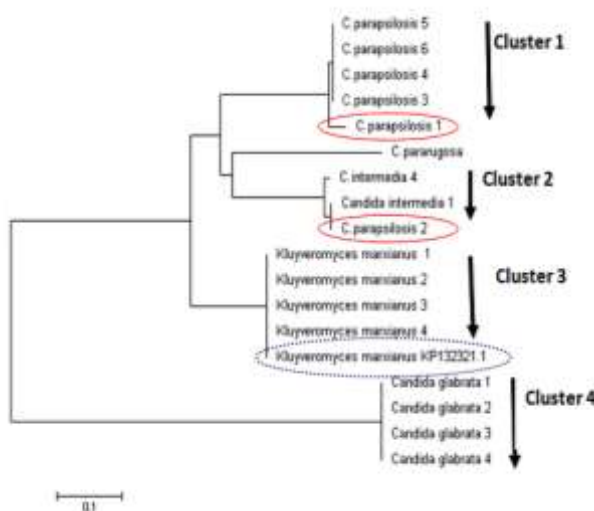 C.parapsilosis 5
Cluster 1
C.parapsilosis 6
C.parapsilosis 4
C.parapsilosis 3
C.parapsilosis 1
C.pararugosa
C.intermedia 4
Cluster 2
Candida intermedia 1
C.parapsilosis 2
Kluyveromyces marxianus 1
Kluyveromyces marxianus 2
Cluster 3
Kluyveromyces marxianus 3
Kluyveromyces marxianus 4
Kluyveromyces marxianus KP132321.1
Candida glabrata 1
Cluster 4
Candida glabrata 2
Candida glabrata 3
Candida glabrata 4
0.1